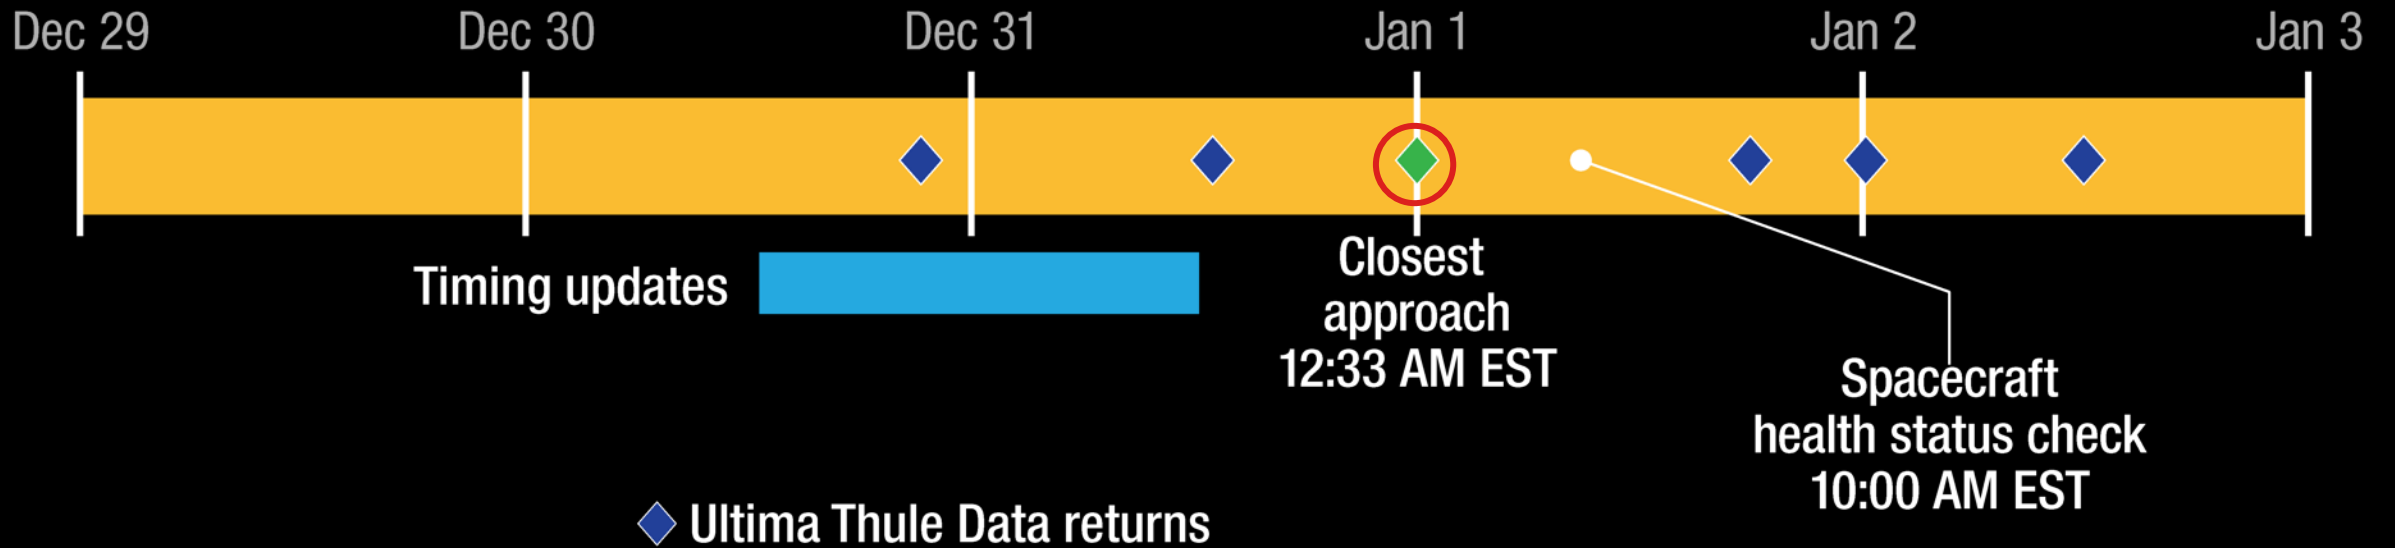 Dec 29
Dec 30
Dec 31
Jan 1
Jan 2
Jan 3
Timing updates
Closest
approach
12:33 AM EST
Spacecraft
health status check
10:00 AM EST
Ultima Thule Data returns